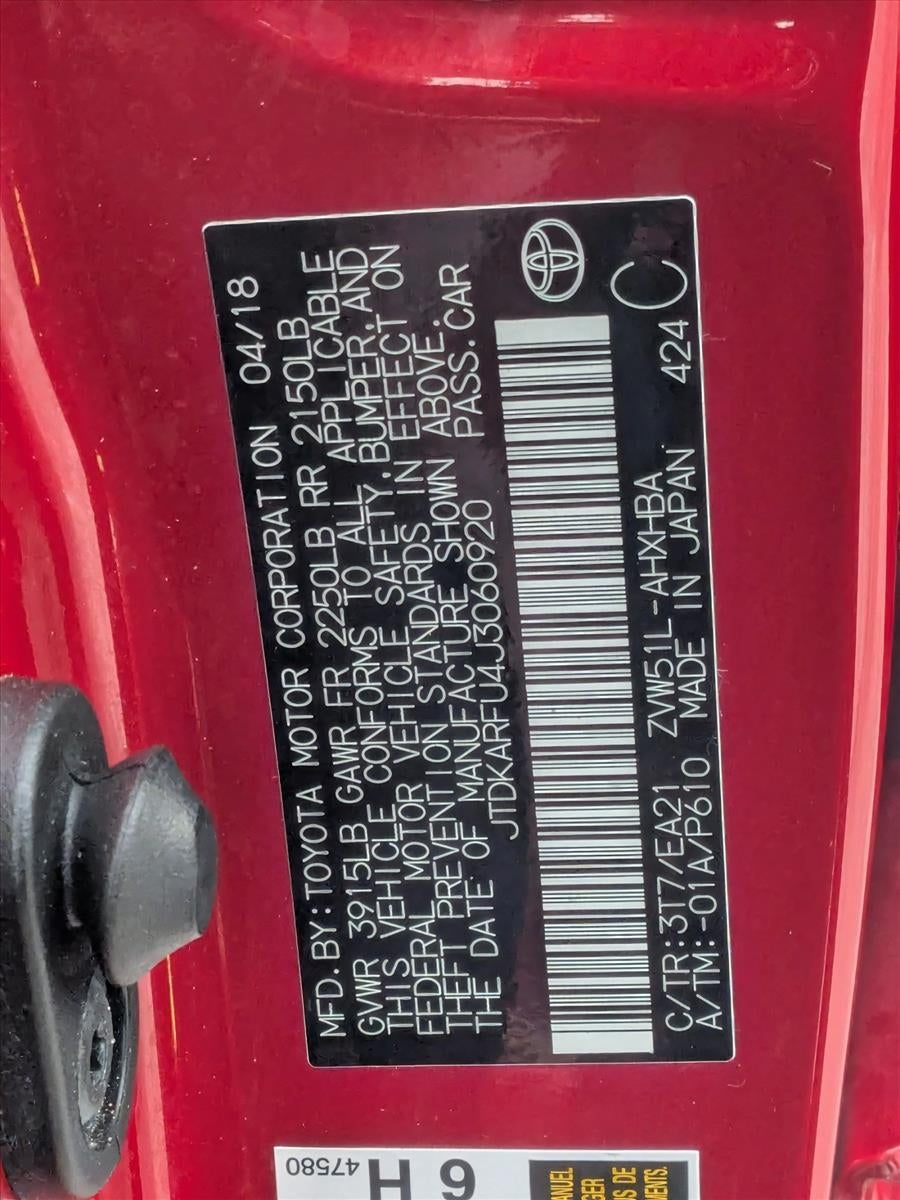 MFD. BY: TOYOTA MOTOR CORPORATION 04/18
GVWR 3915LB GAWR FR 2250LB RR 2150LB
THIS VEHICLE CONFORMS TO ALL APPLICABLE
FEDERAL MOTOR VEHICLE SAFETY, BUMPER, AND
THEFT PREVENTION STANDARDS IN EFFECT ON
THE DATE OF MANUFACTURE SHOWN ABOVE.
JTDKARFU4J3060920 PASS. CAR
C/TR: 3T7/EA21 ZVW51L-AHXHBA 424 C
A/TM: -01A/P610 MADE IN JAPAN
47580
H 6
MANUEL